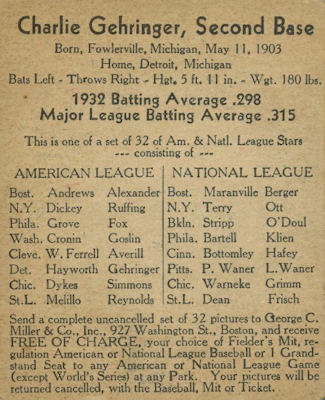 Charlie Gehringer, Second Base
Born, Fowlerville, Michigan, May 11, 1903
Home, Detroit, Michigan
Bats Left - Throws Right - Hgt. 5 ft. 11 in. - Wgt. 180 lbs.
1932 Batting Average .298
Major League Batting Average .315
This is one of a set of 32 of Am. & Natl. League Stars
--- consisting of ---
AMERICAN LEAGUE NATIONAL LEAGUE
Bost. Andrews Alexander Bost. Maranville Berger
N.Y. Dickey Ruffing N.Y. Terry Ott
Phila. Grove Fox Bkln. Stripp O'Doul
Wash. Cronin Goslin Phila. Bartell Klien
Cleve. W. Ferrell Averill Cinn. Bottomley Hafey
Det. Hayworth Gehringer Pitts. P. Waner L. Waner
Chic. Dykes Simmons Chic. Warneke Grimm
St.L. Melillo Reynolds St.L. Dean Frisch
Send a complete uncancelled set of 32 pictures to George C.
Miller & Co., Inc., 927 Washington St., Boston, and receive
FREE OF CHARGE, your choice of Fielder's Mit, re-
gulation American or National League Baseball or 1 Grand-
stand Seat to any American or National League Game
(except World's Series) at any Park. Your pictures will be
returned cancelled, with the Baseball, Mit or Ticket.